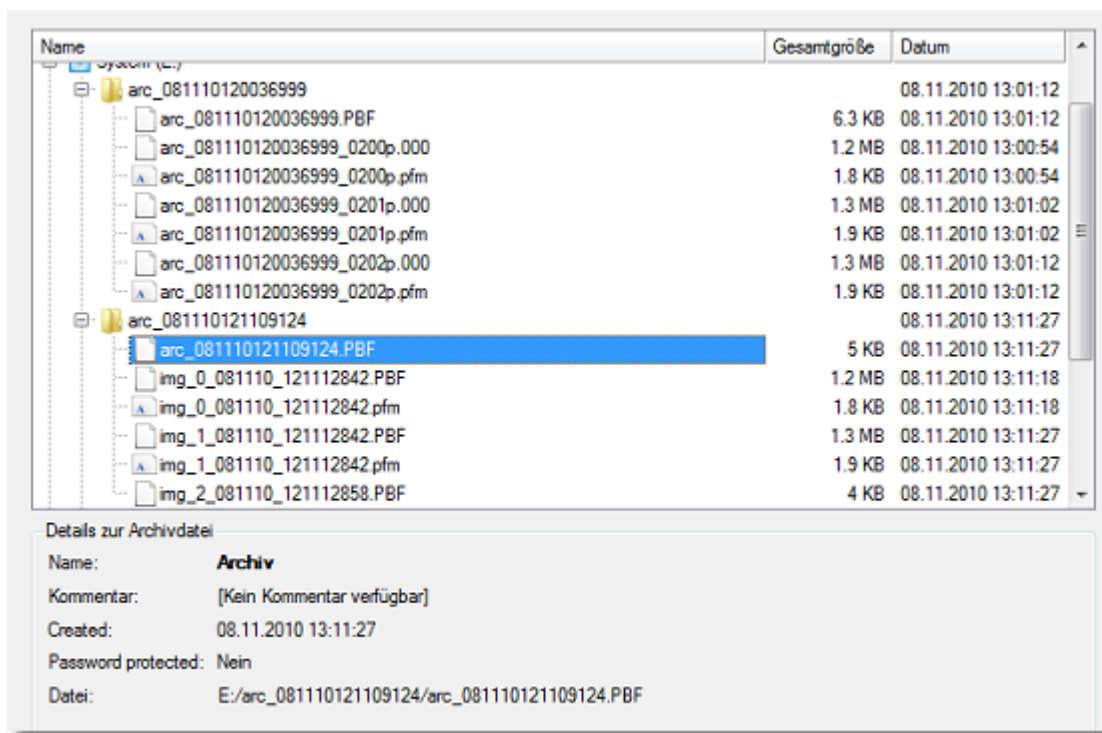 Name Gesamtgröße Datum
System (E:)
arc_081110120036999 08.11.2010 13:01:12
arc_081110120036999.PBF 6.3 KB 08.11.2010 13:01:12
arc_081110120036999_0200p.000 1.2 MB 08.11.2010 13:00:54
arc_081110120036999_0200p.pfm 1.8 KB 08.11.2010 13:00:54
arc_081110120036999_0201p.000 1.3 MB 08.11.2010 13:01:02
arc_081110120036999_0201p.pfm 1.9 KB 08.11.2010 13:01:02
arc_081110120036999_0202p.000 1.3 MB 08.11.2010 13:01:12
arc_081110120036999_0202p.pfm 1.9 KB 08.11.2010 13:01:12
arc_081110121109124 08.11.2010 13:11:27
arc_081110121109124.PBF 5 KB 08.11.2010 13:11:27
img_0_081110_121112842.PBF 1.2 MB 08.11.2010 13:11:18
img_0_081110_121112842.pfm 1.8 KB 08.11.2010 13:11:18
img_1_081110_121112842.PBF 1.3 MB 08.11.2010 13:11:27
img_1_081110_121112842.pfm 1.9 KB 08.11.2010 13:11:27
img_2_081110_121112858.PBF 4 KB 08.11.2010 13:11:27
Details zur Archivdatei
Name: Archiv
Kommentar: [Kein Kommentar verfügbar]
Created: 08.11.2010 13:11:27
Password protected: Nein
Datei: E:/arc_081110121109124/arc_081110121109124.PBF